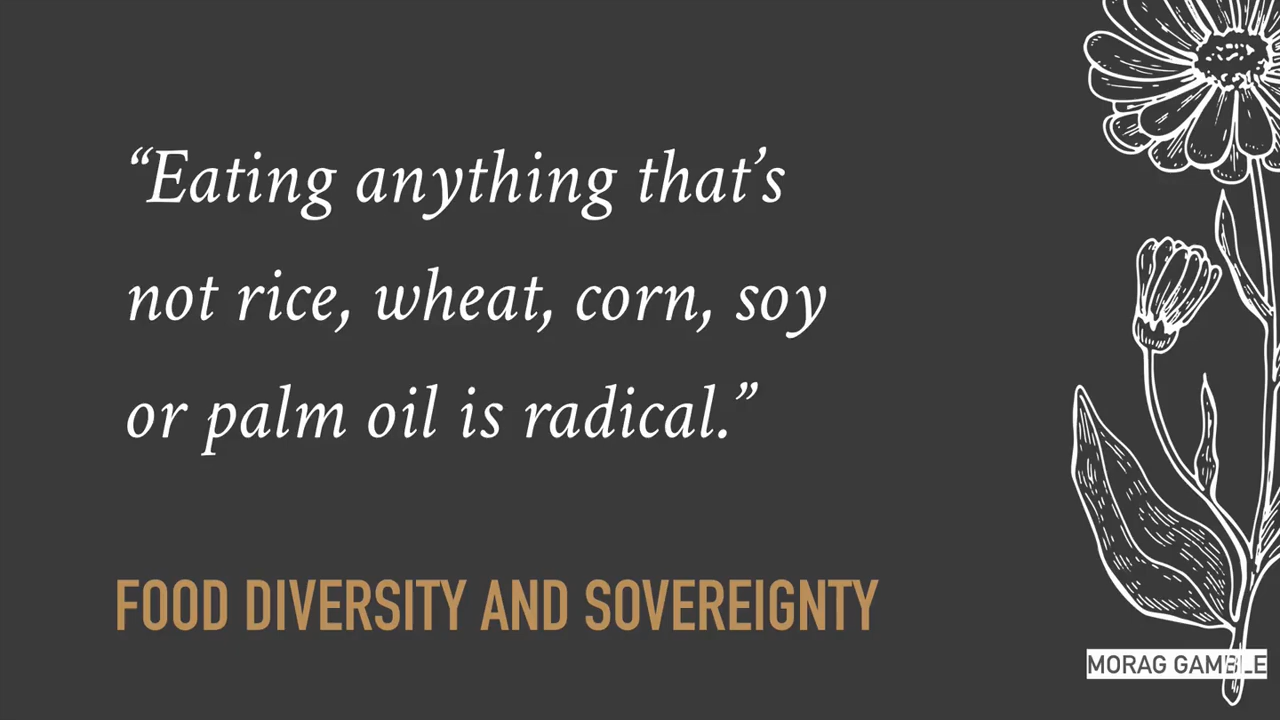 “Eating anything that’s
not rice, wheat, corn, soy
or palm oil is radical.”
FOOD DIVERSITY AND SOVEREIGNTY
MORAG GAMBLE